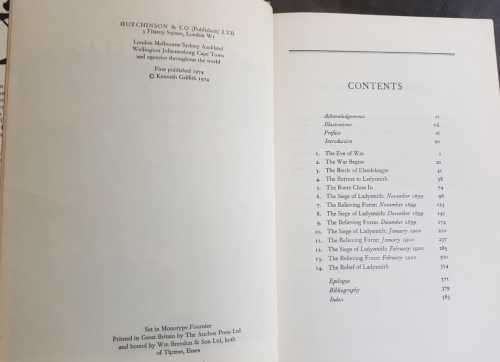 HUTCHINSON & CO (Publishers) LTD
3 Fitzroy Square, London W1
London Melbourne Sydney Auckland
Wellington Johannesburg Cape Town
and agencies throughout the world
First published 1974
© Kenneth Griffith 1974
Set in Monotype Fournier
Printed in Great Britain by The Anchor Press Ltd
and bound by Wm Brendon & Son Ltd, both
of Tiptree, Essex
CONTENTS
Acknowledgements
Illustrations
Preface
Introduction
1. The Eve of War 1
2. The War Begins
3. The Battle of Elandslaagte
4. The Retreat to Ladysmith
5. The Boers Close In 74
6. The Siege of Ladysmith: November 1899
7. The Relieving Force: November 1899
8. The Siege of Ladysmith: December 1899
9. The Relieving Force: December 1899
10. The Siege of Ladysmith: January 1900
11. The Relieving Force: January 1900
12. The Siege of Ladysmith: February 1900
13. The Relieving Force: February 1900
14. The Relief of Ladysmith
Epilogue 371
Bibliography 379
Index 383